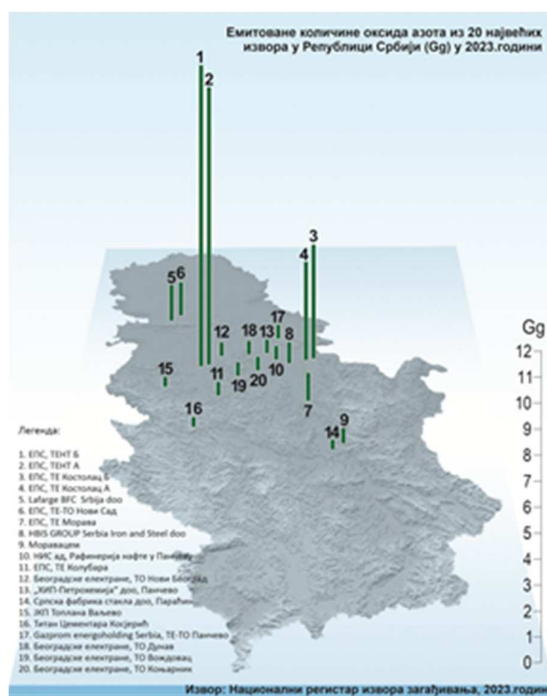 Емитоване количине оксида азота из 20 највећих
извора у Републици Србији (Gg) у 2023.години
1
2
3
4
5 6
17
12 18 13 8
15 11 19 20 10
16
7
14 9
Gg
12
11
10
9
8
7
6
5
4
3
2
1
0
Легенда:
1. ЕПС, ТЕНТ Б
2. ЕПС, ТЕНТ А
3. ЕПС, ТЕ Костолац Б
4. ЕПС, ТЕ Костолац А
5. Lafarge BFC Srbija doo
6. ЕПС, ТЕ-ТО Нови Сад
7. ЕПС, ТЕ Морава
8. HBIS GROUP Serbia Iron and Steel doo
9. Моравацем
10. НИС ад, Рафинерија нафте у Панчеву
11. ЕПС, ТЕ Колубара
12. Београдске електране, ТО Нови Београд
13. „ХИП-Петрохемија“ доо, Панчево
14. Српска фабрика стакла доо, Параћин
15. ЈКП Топлана Ваљево
16. Титан Цементара Косјерић
17. Gazprom energoholding Serbia, ТЕ-ТО Панчево
18. Београдске електране, ТО Дунав
19. Београдске електране, ТО Вождовац
20. Београдске електране, ТО Коњарник
Извор: Национални регистар извора загађивања, 2023.годин